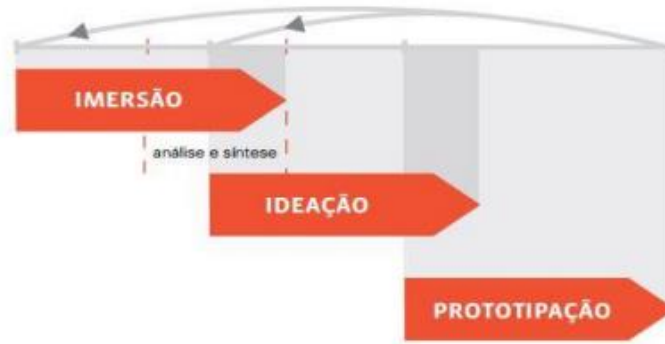 IMERSÃO
análise e síntese
IDEAÇÃO
PROTOTIPAÇÃO